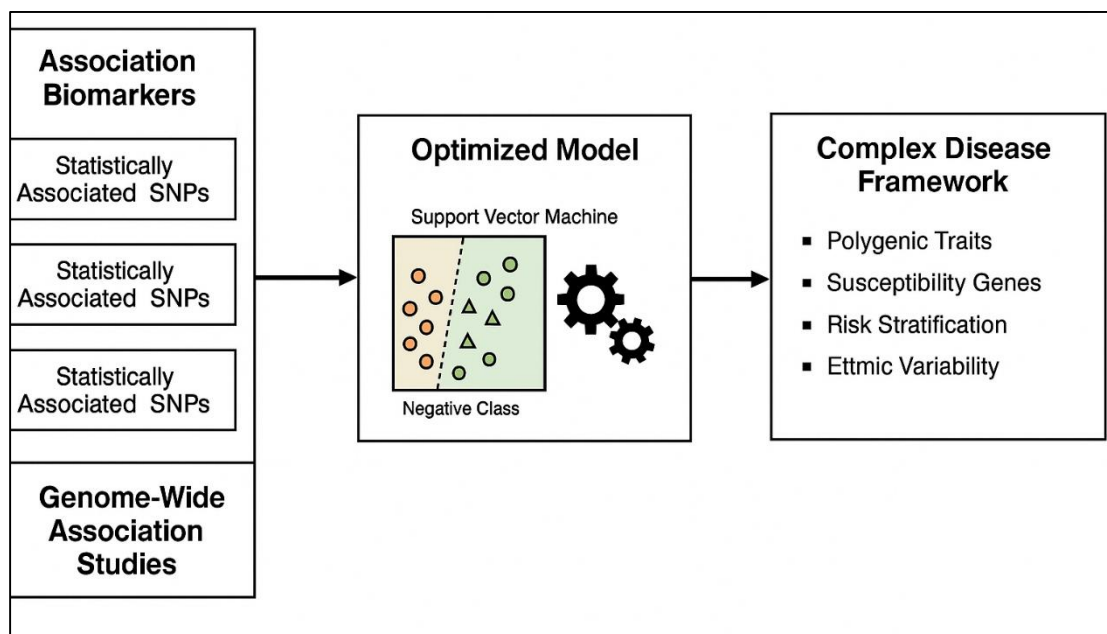 Association
Biomarkers
Statistically
Associated SNPs
Statistically
Associated SNPs
Statistically
Associated SNPs
Genome-Wide
Association
Studies
Optimized Model
Support Vector Machine
Negative Class
Complex Disease
Framework
▪ Polygenic Traits
▪ Susceptibility Genes
▪ Risk Stratification
▪ Ettmic Variability